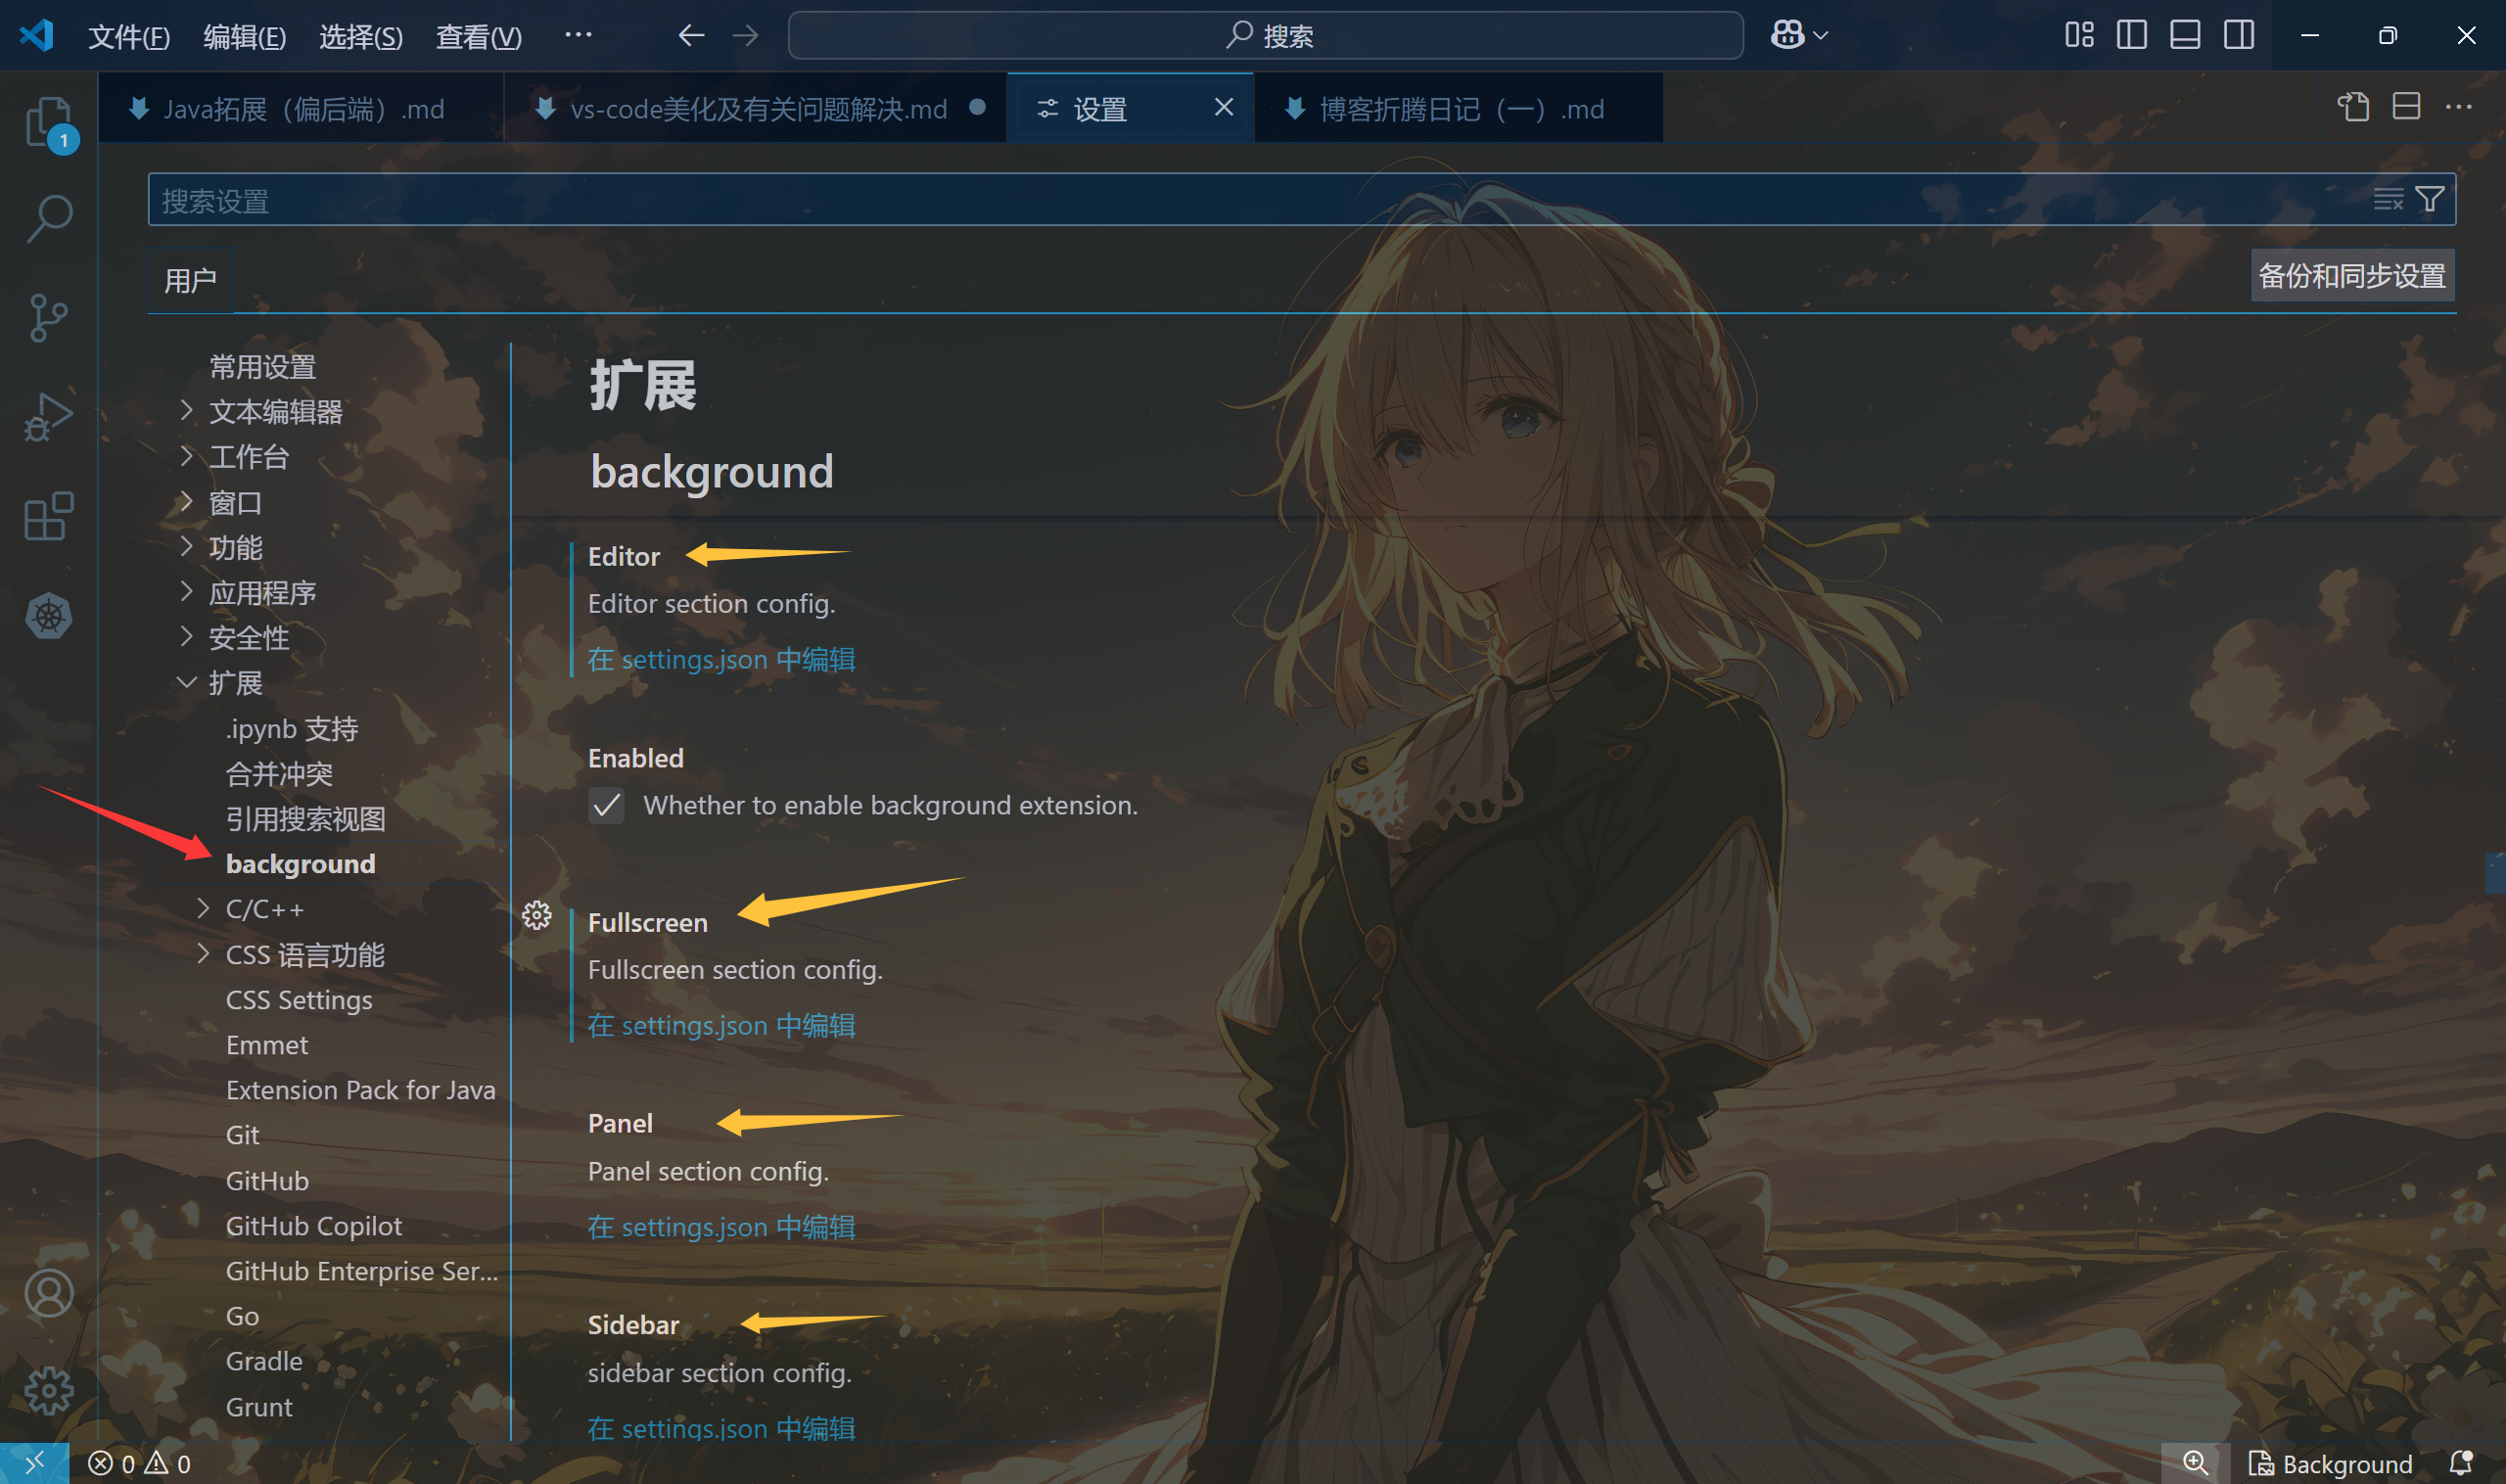 文件(F) 编辑(E) 选择(S) 查看(V) ··· 搜索
Java拓展（偏后端）.md vs-code美化及有关问题解决.md 设置 博客折腾日记（一）.md
1
搜索设置
用户 备份和同步设置
常用设置
文本编辑器
工作台
窗口
功能
应用程序
安全性
扩展
.ipynb 支持
合并冲突
引用搜索视图
background
C/C++
CSS 语言功能
CSS Settings
Emmet
Extension Pack for Java
Git
GitHub
GitHub Copilot
GitHub Enterprise Ser...
Go
Gradle
Grunt
扩展
background
Editor
Editor section config.
在 settings.json 中编辑
Enabled
Whether to enable background extension.
Fullscreen
Fullscreen section config.
在 settings.json 中编辑
Panel
Panel section config.
在 settings.json 中编辑
Sidebar
sidebar section config.
在 settings.json 中编辑
0 0 Background